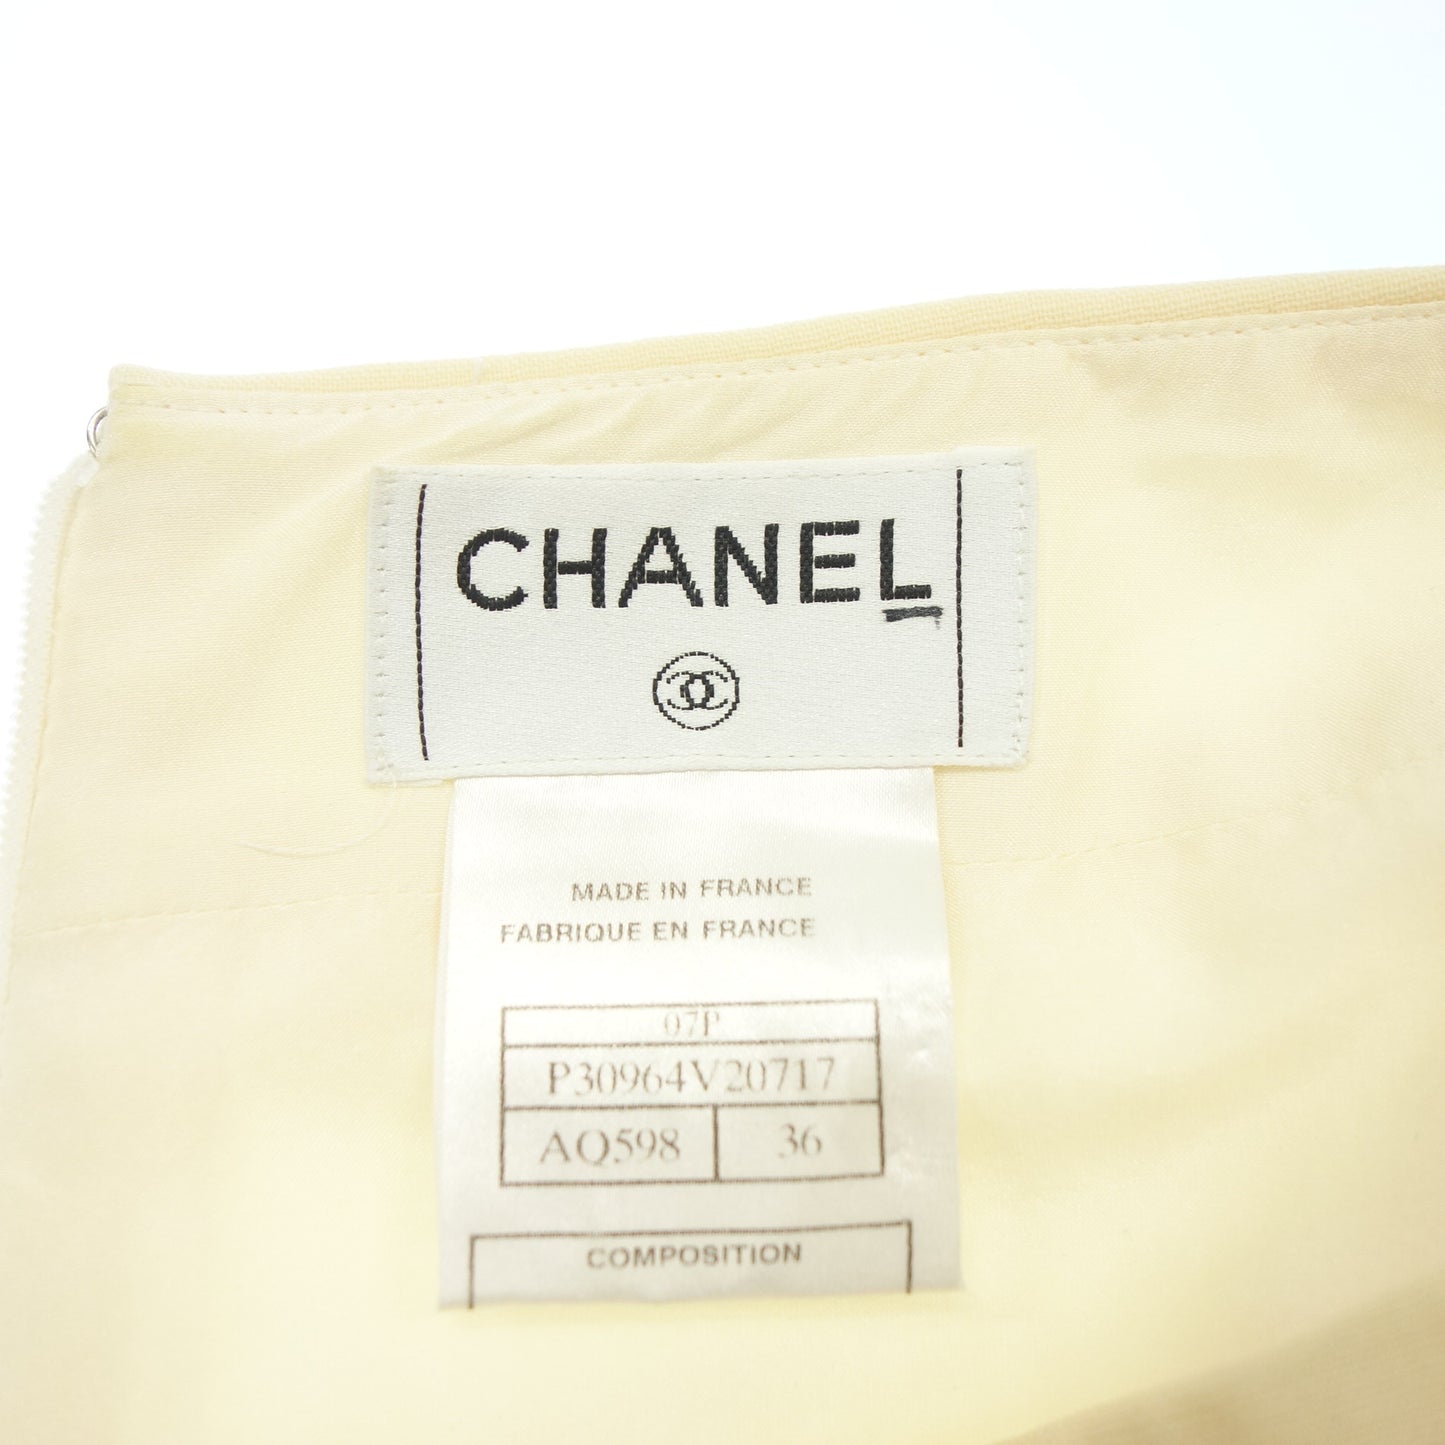 CHANEL
MADE IN FRANCE
FABRIQUE EN FRANCE
07P
P30964V20717
AQ598 36
COMPOSITION